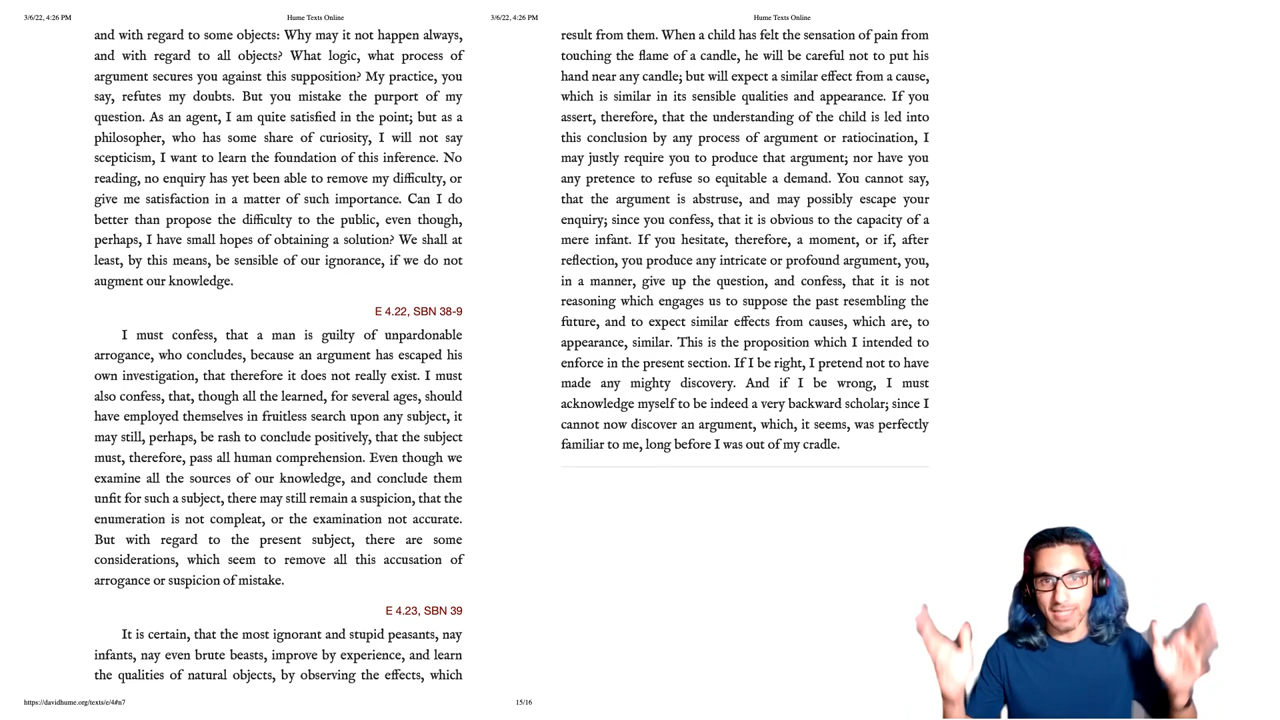 3/6/22, 4:26 PM
Hume Texts Online
and with regard to some objects: Why may it not happen always,
and with regard to all objects? What logic, what process of
argument secures you against this supposition? My practice, you
say, refutes my doubts. But you mistake the purport of my
question. As an agent, I am quite satisfied in the point; but as a
philosopher, who has some share of curiosity, I will not say
scepticism, I want to learn the foundation of this inference. No
reading, no enquiry has yet been able to remove my difficulty, or
give me satisfaction in a matter of such importance. Can I do
better than propose the difficulty to the public, even though,
perhaps, I have small hopes of obtaining a solution? We shall at
least, by this means, be sensible of our ignorance, if we do not
augment our knowledge.
E 4.22, SBN 38-9
I must confess, that a man is guilty of unpardonable
arrogance, who concludes, because an argument has escaped his
own investigation, that therefore it does not really exist. I must
also confess, that, though all the learned, for several ages, should
have employed themselves in fruitless search upon any subject, it
may still, perhaps, be rash to conclude positively, that the subject
must, therefore, pass all human comprehension. Even though we
examine all the sources of our knowledge, and conclude them
unfit for such a subject, there may still remain a suspicion, that the
enumeration is not compleat, or the examination not accurate.
But with regard to the present subject, there are some
considerations, which seem to remove all this accusation of
arrogance or suspicion of mistake.
E 4.23, SBN 39
It is certain, that the most ignorant and stupid peasants, nay
infants, nay even brute beasts, improve by experience, and learn
the qualities of natural objects, by observing the effects, which
https://davidhume.org/texts/e/4#n7
15/16
3/6/22, 4:26 PM
Hume Texts Online
result from them. When a child has felt the sensation of pain from
touching the flame of a candle, he will be careful not to put his
hand near any candle; but will expect a similar effect from a cause,
which is similar in its sensible qualities and appearance. If you
assert, therefore, that the understanding of the child is led into
this conclusion by any process of argument or ratiocination, I
may justly require you to produce that argument; nor have you
any pretence to refuse so equitable a demand. You cannot say,
that the argument is abstruse, and may possibly escape your
enquiry; since you confess, that it is obvious to the capacity of a
mere infant. If you hesitate, therefore, a moment, or if, after
reflection, you produce any intricate or profound argument, you,
in a manner, give up the question, and confess, that it is not
reasoning which engages us to suppose the past resembling the
future, and to expect similar effects from causes, which are, to
appearance, similar. This is the proposition which I intended to
enforce in the present section. If I be right, I pretend not to have
made any mighty discovery. And if I be wrong, I must
acknowledge myself to be indeed a very backward scholar; since I
cannot now discover an argument, which, it seems, was perfectly
familiar to me, long before I was out of my cradle.